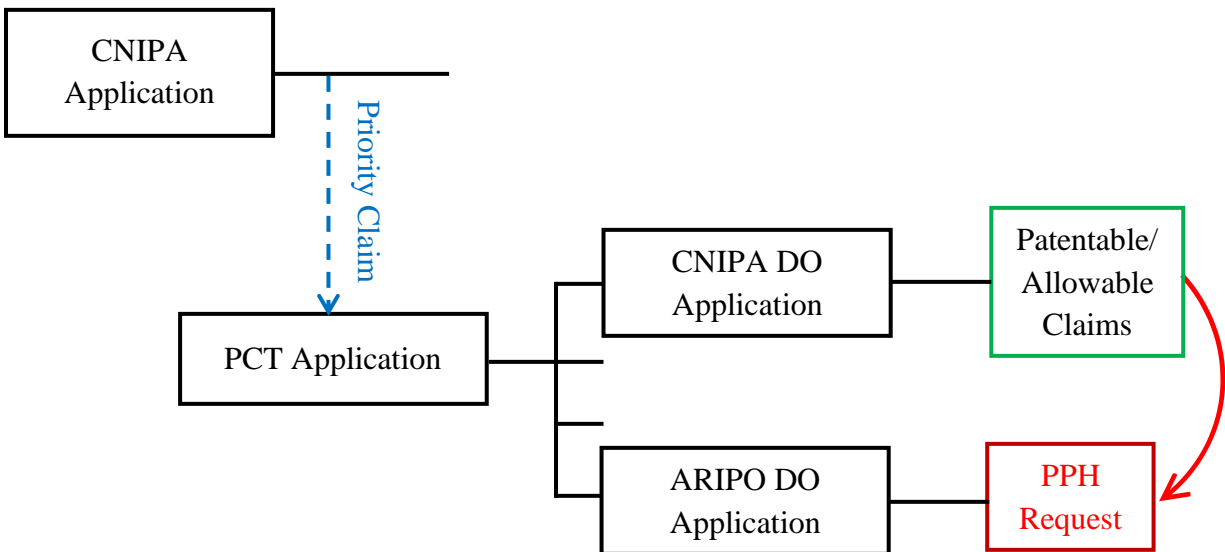 CNIPA
Application
Priority Claim
CNIPA DO
Application
Patentable/
Allowable
Claims
PCT Application
ARIPO DO
Application
PPH
Request